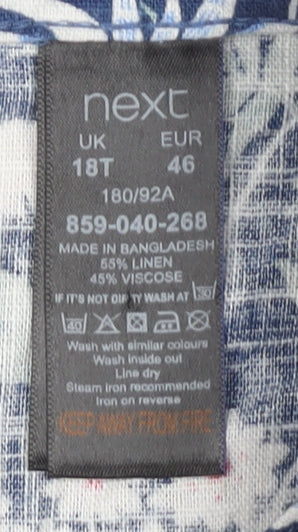 next
UK EUR
18T 46
180/92A
859-040-268
MADE IN BANGLADESH
55% LINEN
45% VISCOSE
IF IT'S NOT DIRTY WASH AT 30
40
Wash with similar colours
Wash inside out
Line dry
Steam iron recommended
Iron on reverse
KEEP AWAY FROM FIRE